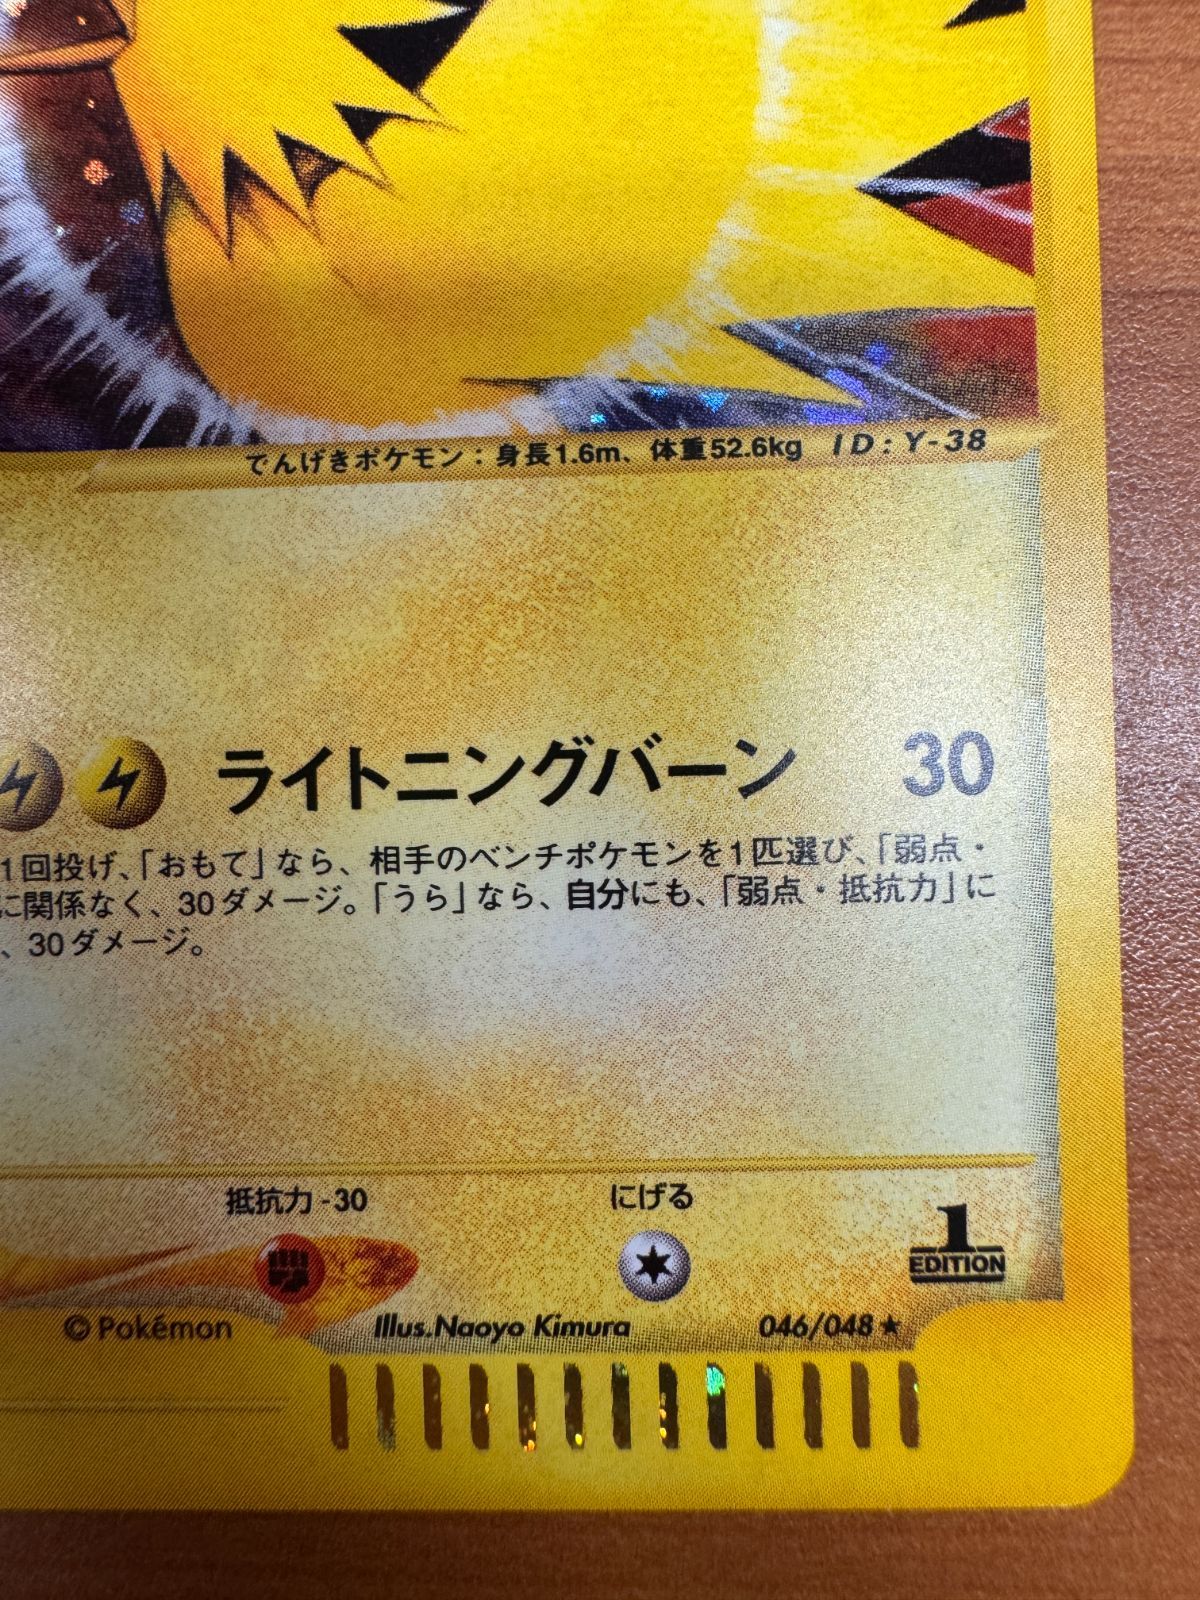 でんげきポケモン：身長1.6m、体重52.6kg ID:Y-38
ライトニングバーン 30
1回投げ、「おもて」なら、相手のベンチポケモンを1匹選び、「弱点・
に関係なく、30ダメージ。「うら」なら、自分にも、「弱点・抵抗力」に
、30ダメージ。
抵抗力 -30 にげる
1
EDITION
© Pokémon Illus.Naoyo Kimura 046/048 ★